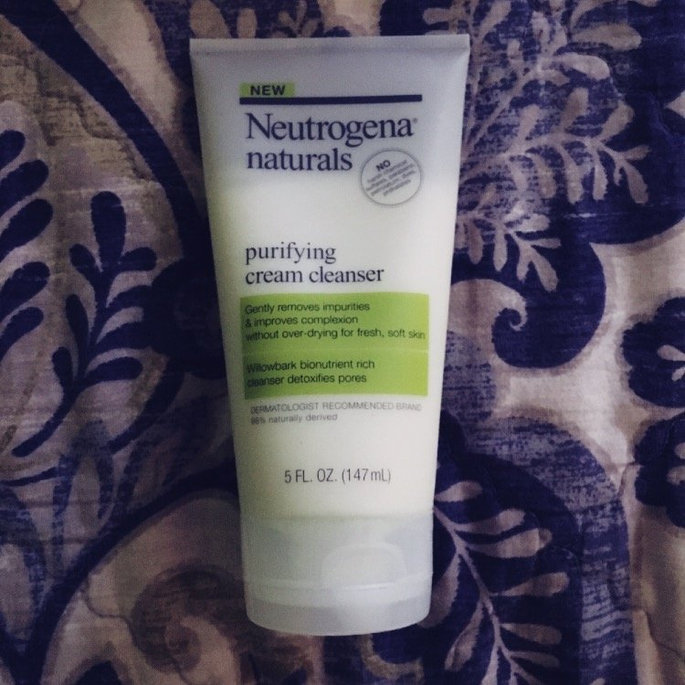 NEW
Neutrogena®
naturals
NO
purifying
cream cleanser
Gently removes impurities
& improves complexion
without over-drying for fresh, soft skin
Willowbark bionutrient rich
cleanser detoxifies pores
DERMATOLOGIST RECOMMENDED BRAND
naturally derived
5 FL. OZ. (147mL)